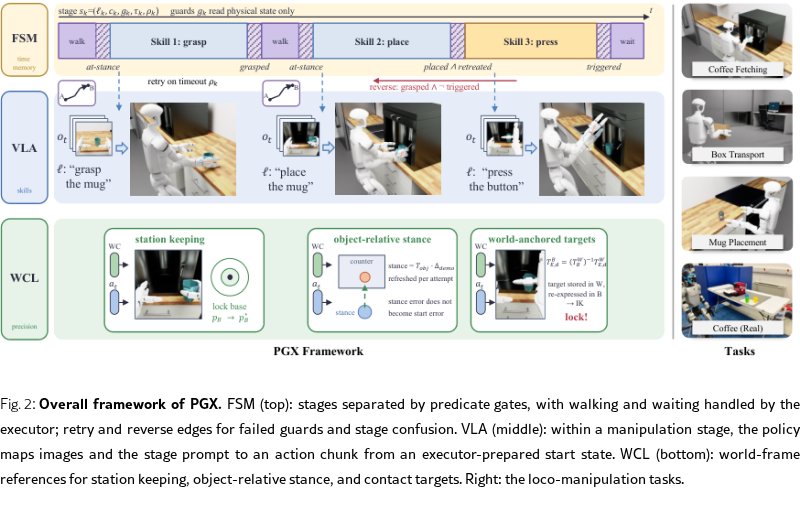 stage sₖ=(ℓₖ, cₖ, gₖ, τₖ, ρₖ) guards gₖ read physical state only
t
FSM
time
memory
walk
Skill 1: grasp
walk
Skill 2: place
Skill 3: press
wait
at-stance
grasped
at-stance
placed ∧ retreated
triggered
retry on timeout ρₖ
reverse: grasped ∧ ¬ triggered
VLA
skills
A
B
oₜ
ℓ: “grasp
the mug”
oₜ
ℓ: “place
the mug”
oₜ
ℓ: “press
the button”
WCL
precision
station keeping
WC
aₜ
lock base
object-relative stance
WC
aₜ
counter
stance
refreshed per attempt
stance error does not
become start error
world-anchored targets
WC
aₜ
target stored in W,
re-expressed in B
→ IK
lock!
PGX Framework
Coffee Fetching
Box Transport
Mug Placement
Coffee (Real)
Tasks
Fig. 2: Overall framework of PGX. FSM (top): stages separated by predicate gates, with walking and waiting handled by the
executor; retry and reverse edges for failed guards and stage confusion. VLA (middle): within a manipulation stage, the policy
maps images and the stage prompt to an action chunk from an executor-prepared start state. WCL (bottom): world-frame
references for station keeping, object-relative stance, and contact targets. Right: the loco-manipulation tasks.